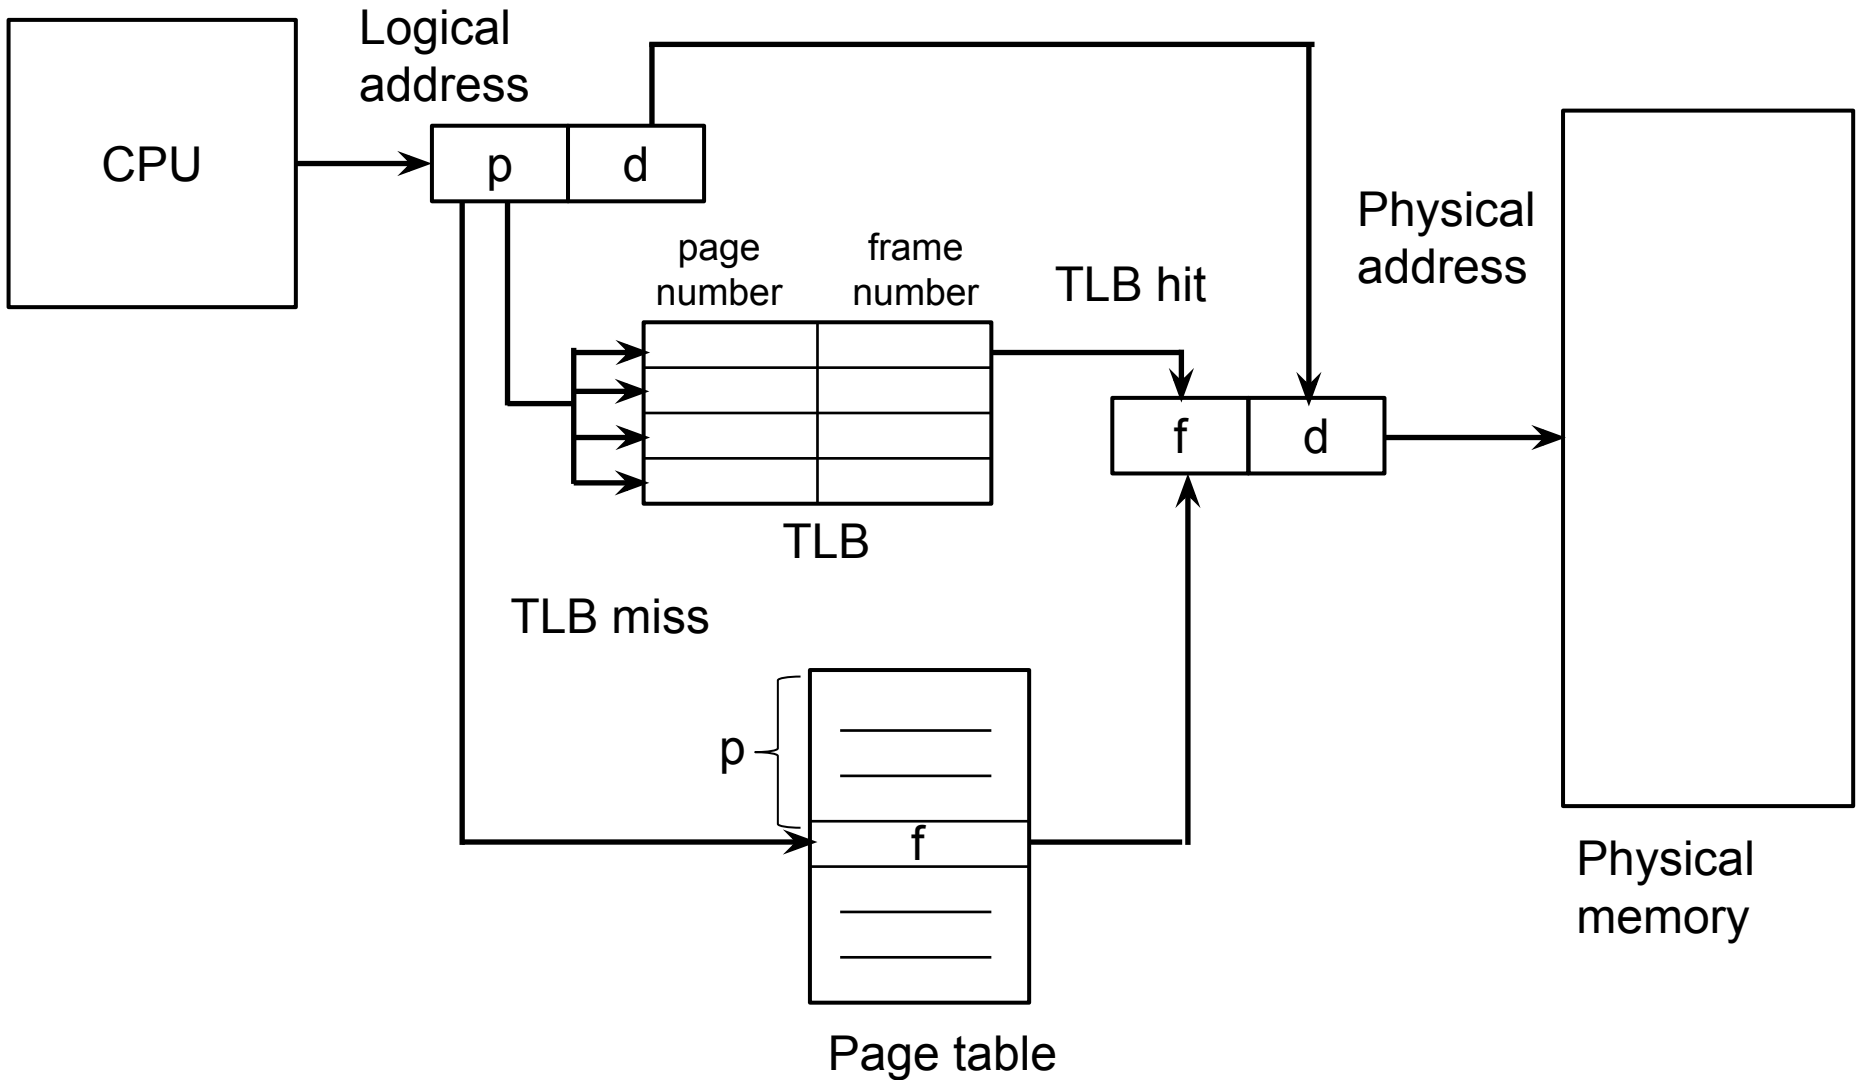 Logical
address
CPU
p
d
Physical
address
page
number
frame
number
TLB hit
f
d
TLB
TLB miss
p
f
Physical
memory
Page table